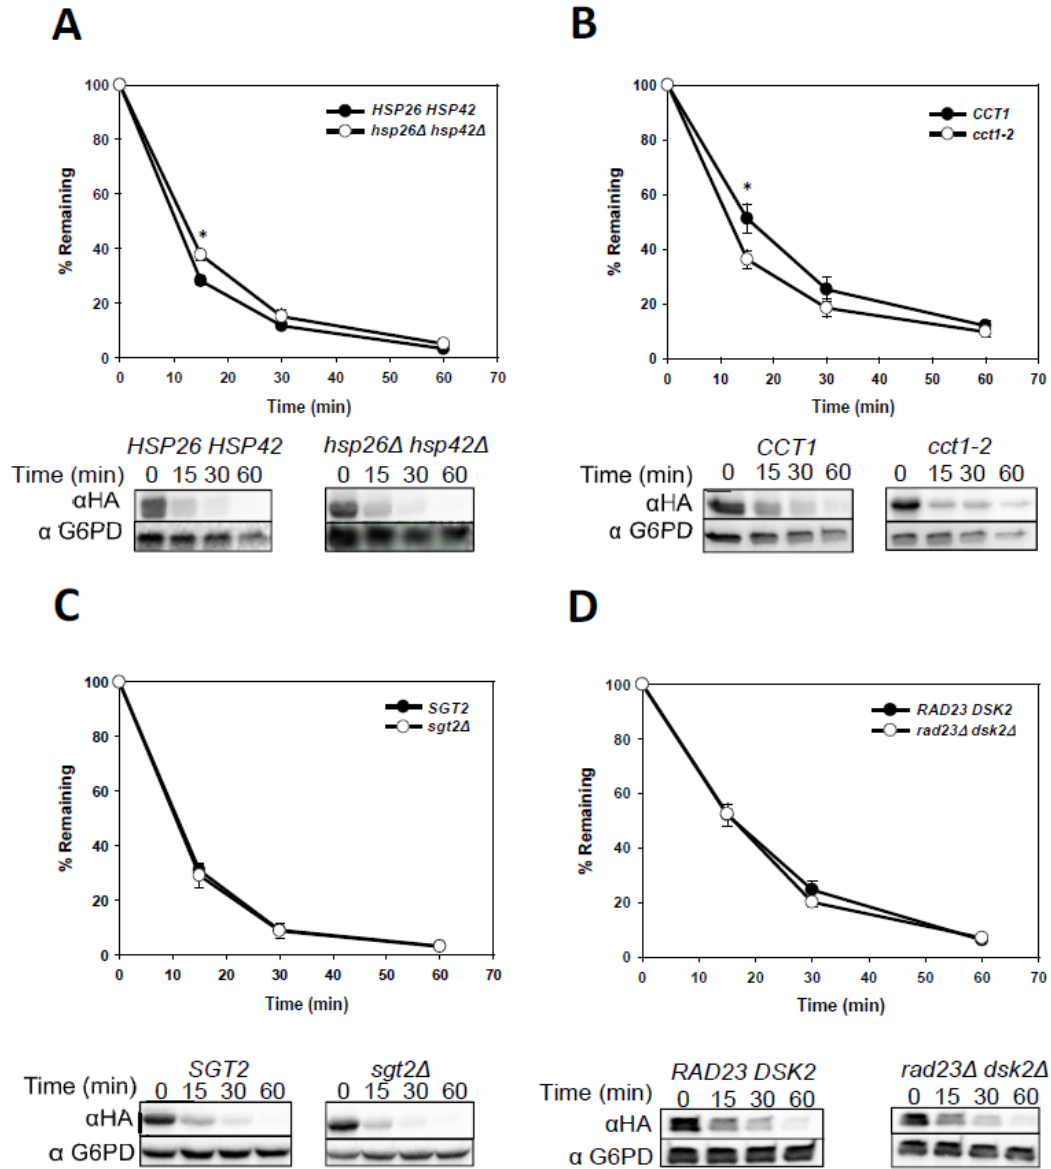 A
100
80
60
40
20
0
% Remaining
HSP26 HSP42
hsp26Δ hsp42Δ
*
0 10 20 30 40 50 60 70
Time (min)
HSP26 HSP42 hsp26Δ hsp42Δ
Time (min) 0 15 30 60 0 15 30 60
αHA
α G6PD
B
100
80
60
40
20
0
% Remaining
CCT1
cct1-2
*
0 10 20 30 40 50 60 70
Time (min)
CCT1 cct1-2
Time (min) 0 15 30 60 0 15 30 60
αHA
α G6PD
C
100
80
60
40
20
0
% Remaining
SGT2
sgt2Δ
0 10 20 30 40 50 60 70
Time (min)
SGT2 sgt2Δ
Time (min) 0 15 30 60 0 15 30 60
αHA
α G6PD
D
100
80
60
40
20
0
% Remaining
RAD23 DSK2
rad23Δ dsk2Δ
0 10 20 30 40 50 60 70
Time (min)
RAD23 DSK2 rad23Δ dsk2Δ
Time (min) 0 15 30 60 0 15 30 60
αHA
α G6PD